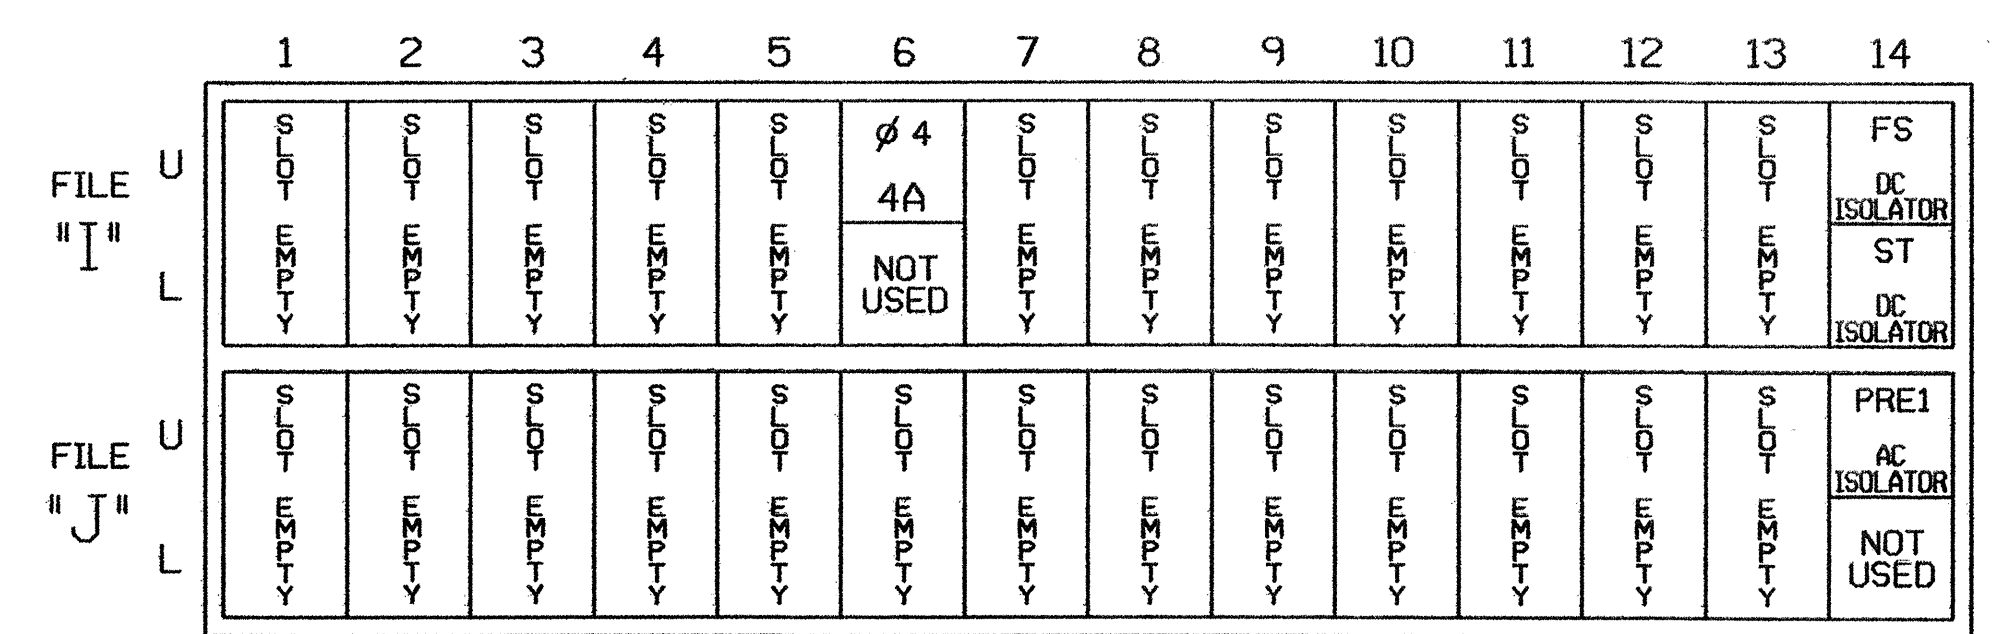 1 2 3 4 5 6 7 8 9 10 11 12 13 14
FILE "I"
U
L
SLOT EMPTY
SLOT EMPTY
SLOT EMPTY
SLOT EMPTY
SLOT EMPTY
Ø 4
4A
NOT
USED
SLOT EMPTY
SLOT EMPTY
SLOT EMPTY
SLOT EMPTY
SLOT EMPTY
SLOT EMPTY
SLOT EMPTY
FS
DC
ISOLATOR
ST
DC
ISOLATOR
FILE "J"
U
L
SLOT EMPTY
SLOT EMPTY
SLOT EMPTY
SLOT EMPTY
SLOT EMPTY
SLOT EMPTY
SLOT EMPTY
SLOT EMPTY
SLOT EMPTY
SLOT EMPTY
SLOT EMPTY
SLOT EMPTY
SLOT EMPTY
PRE1
AC
ISOLATOR
NOT
USED